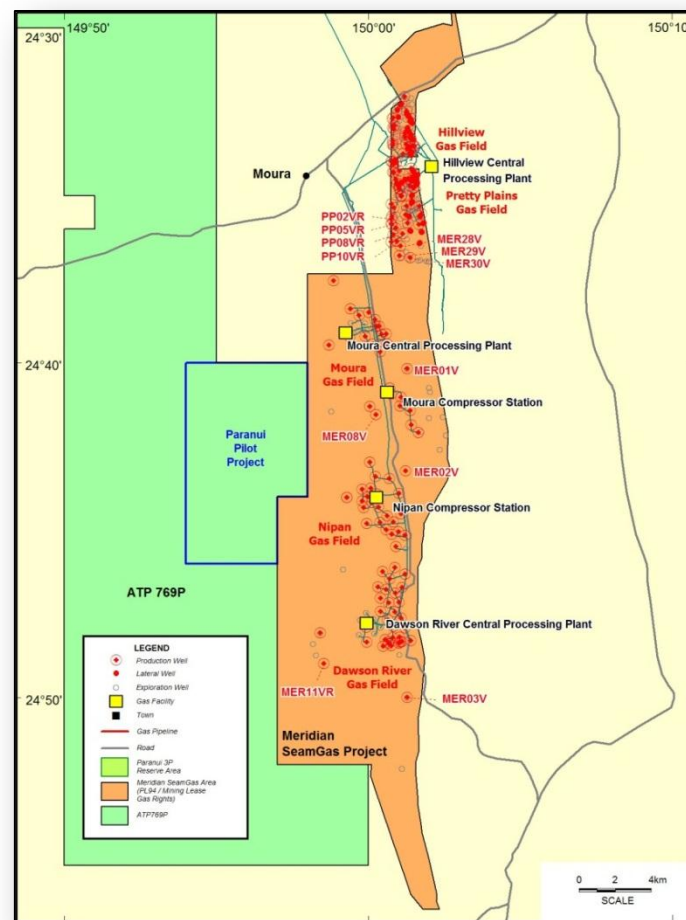 149°50'
150°00'
150°10'
24°30'
Hillview
Gas Field
Hillview Central
Processing Plant
Moura
Pretty Plains
Gas Field
PP02VR
PP05VR
PP08VR
PP10VR
MER28V
MER29V
MER30V
24°40'
Moura Central Processing Plant
Moura
Gas Field
MER01V
Moura Compressor Station
MER08V
Paranui
Pilot
Project
MER02V
Nipan Compressor Station
Nipan
Gas Field
ATP 769P
Dawson River Central Processing Plant
LEGEND
Production Well
Lateral Well
Exploration Well
Gas Facility
Town
Gas Pipeline
Road
Paranui 3P
Reserve Area
Meridian SeamGas Area
(PL94 / Mining Lease
Gas Rights)
ATP769P
Dawson River
Gas Field
MER11VR
MER03V
24°50'
Meridian
SeamGas Project
0 2 4km
SCALE